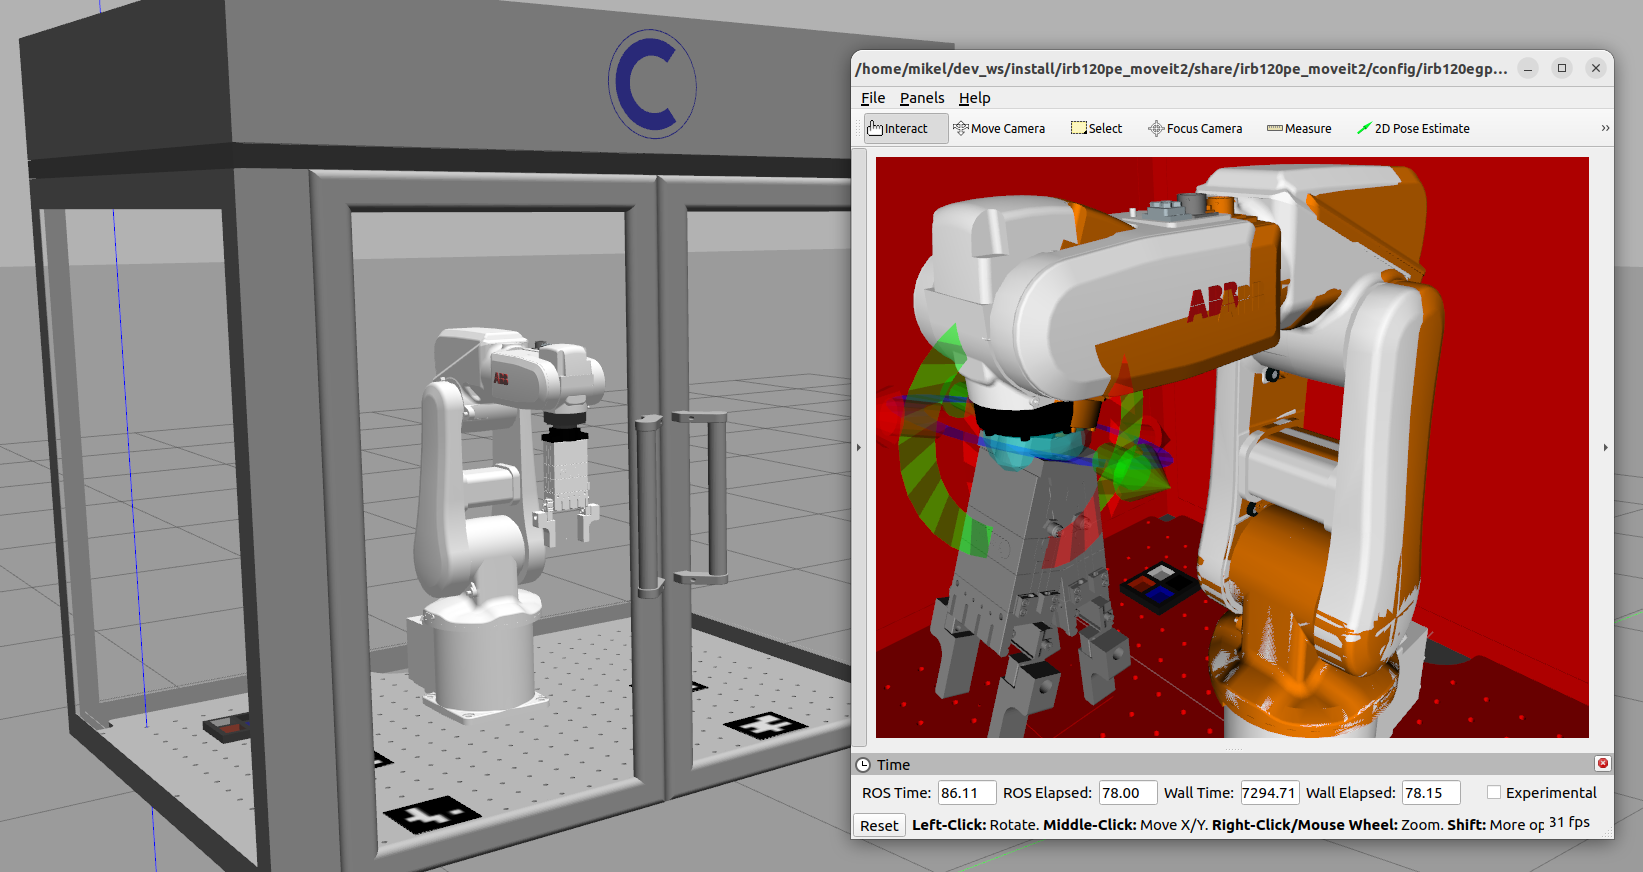 C
ABB
/home/mikel/dev_ws/install/irb120pe_moveit2/share/irb120pe_moveit2/config/irb120egp...
File Panels Help
Interact Move Camera Select Focus Camera Measure 2D Pose Estimate »
ABB
Time
ROS Time: 86.11 ROS Elapsed: 78.00 Wall Time: 7294.71 Wall Elapsed: 78.15 Experimental
Reset Left-Click: Rotate. Middle-Click: Move X/Y. Right-Click/Mouse Wheel: Zoom. Shift: More op 31 fps